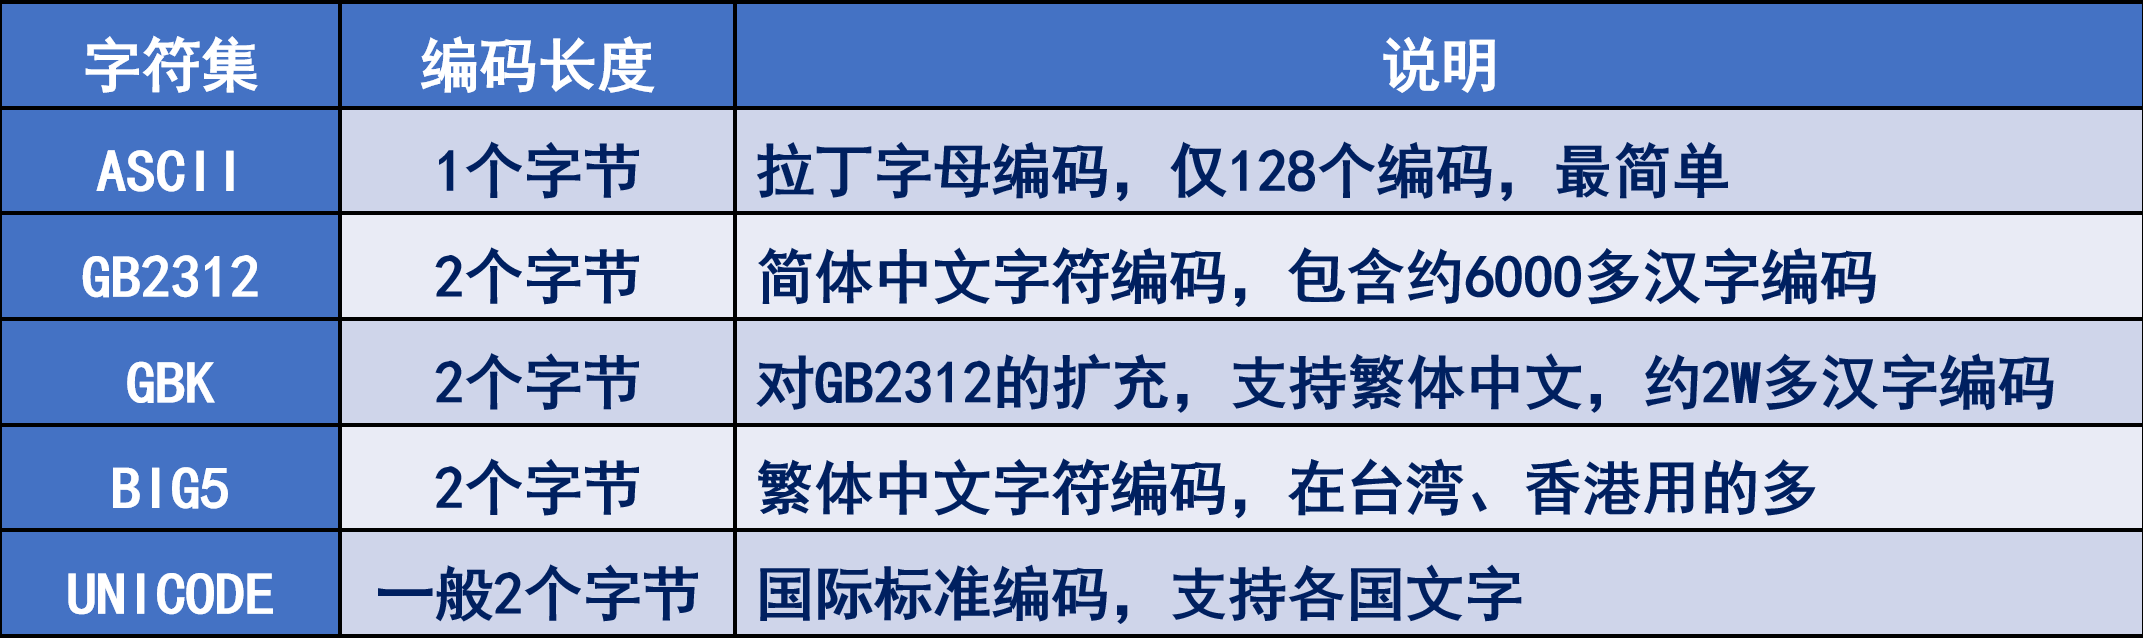 字符集 编码长度 说明
ASCII 1个字节 拉丁字母编码，仅128个编码，最简单
GB2312 2个字节 简体中文字符编码，包含约6000多汉字编码
GBK 2个字节 对GB2312的扩充，支持繁体中文，约2W多汉字编码
BIG5 2个字节 繁体中文字符编码，在台湾、香港用的多
UNICODE 一般2个字节 国际标准编码，支持各国文字